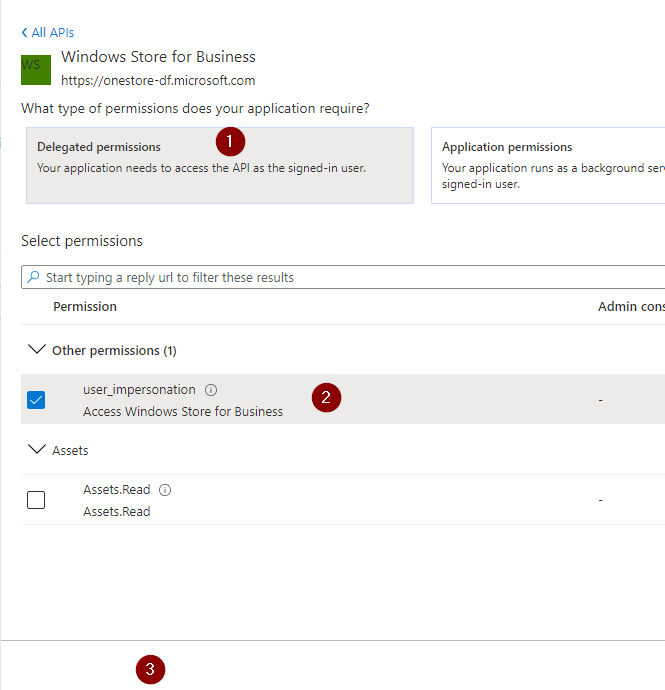 All APIs
WS
Windows Store for Business
https://onestore-df.microsoft.com
What type of permissions does your application require?
Delegated permissions
1
Your application needs to access the API as the signed-in user.
Application permissions
Your application runs as a background ser
signed-in user.
Select permissions
Start typing a reply url to filter these results
Permission
Admin cons
Other permissions (1)
user_impersonation
Access Windows Store for Business
2
-
Assets
Assets.Read
Assets.Read
-
3